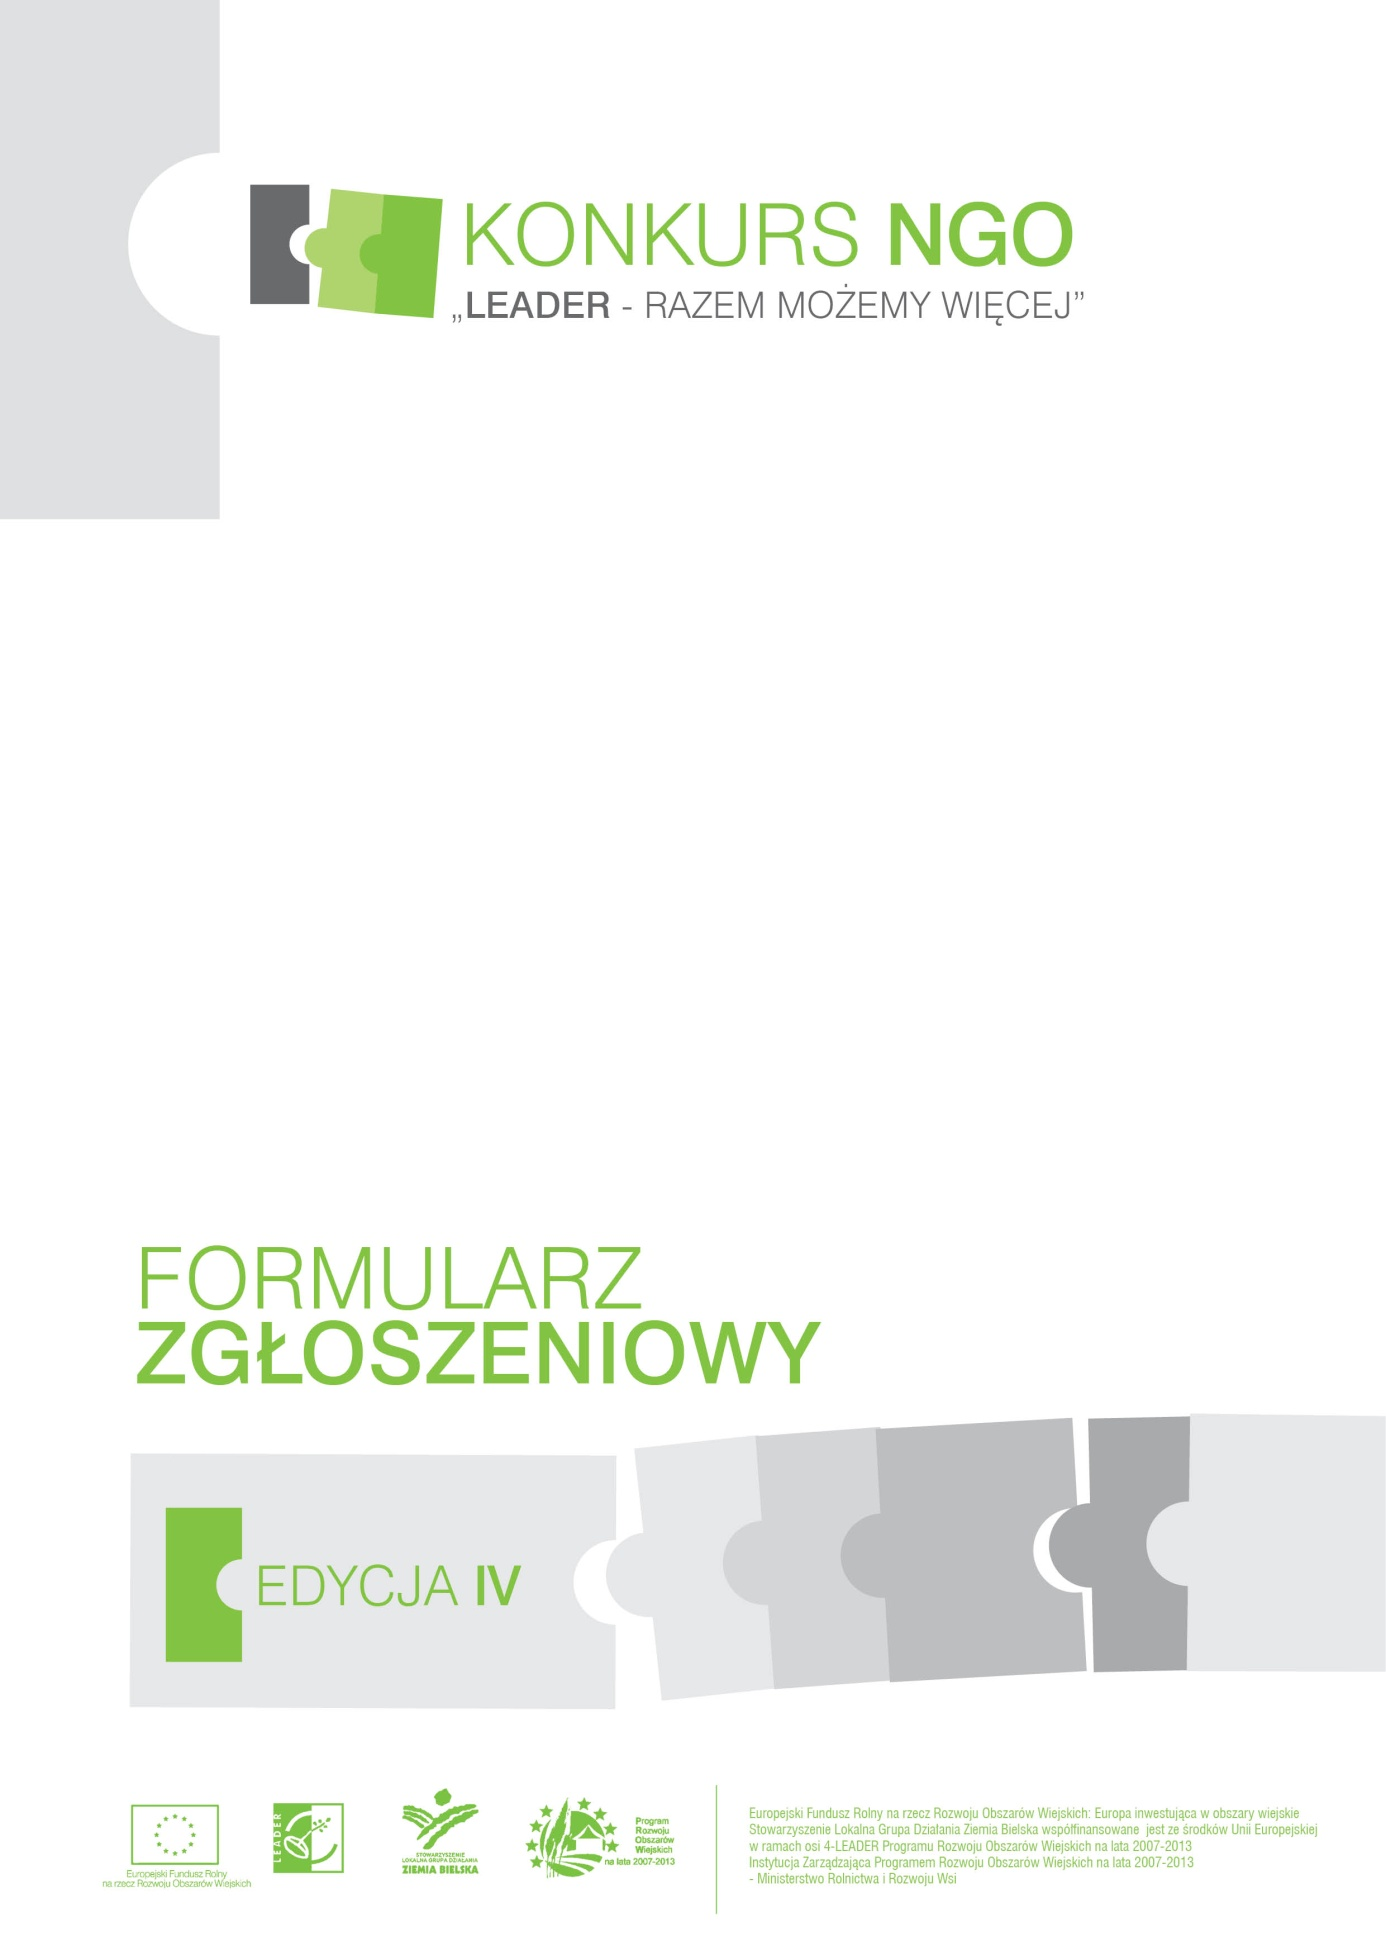 KONKURS NGO
„LEADER - RAZEM MOŻEMY WIĘCEJ”
FORMULARZ
ZGŁOSZENIOWY
EDYCJA IV
Europejski Fundusz Rolny
na rzecz Rozwoju Obszarów Wiejskich
LEADER
STOWARZYSZENIE
LOKALNA GRUPA DZIAŁANIA
ZIEMIA BIELSKA
Program
Rozwoju
Obszarów
Wiejskich
na lata 2007-2013
Europejski Fundusz Rolny na rzecz Rozwoju Obszarów Wiejskich: Europa inwestująca w obszary wiejskie
Stowarzyszenie Lokalna Grupa Działania Ziemia Bielska współfinansowane jest ze środków Unii Europejskiej
w ramach osi 4-LEADER Programu Rozwoju Obszarów Wiejskich na lata 2007-2013
Instytucja Zarządzająca Programem Rozwoju Obszarów Wiejskich na lata 2007-2013
- Ministerstwo Rolnictwa i Rozwoju Wsi